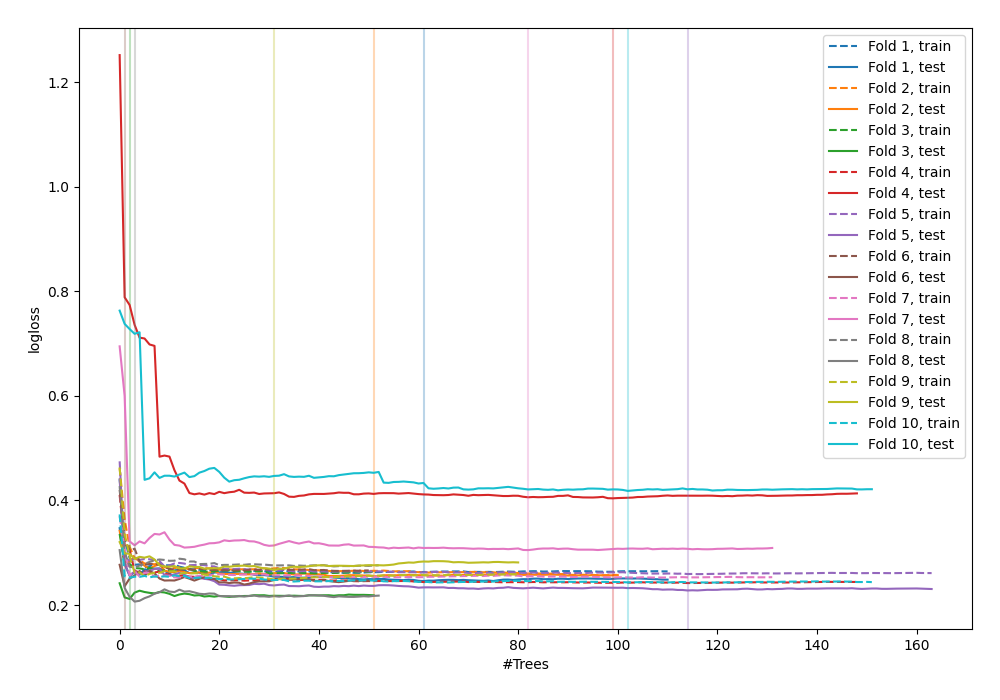 1.2
1.0
0.8
0.6
0.4
0.2
logloss
0
20
40
60
80
100
120
140
160
#Trees
Fold 1, train
Fold 1, test
Fold 2, train
Fold 2, test
Fold 3, train
Fold 3, test
Fold 4, train
Fold 4, test
Fold 5, train
Fold 5, test
Fold 6, train
Fold 6, test
Fold 7, train
Fold 7, test
Fold 8, train
Fold 8, test
Fold 9, train
Fold 9, test
Fold 10, train
Fold 10, test